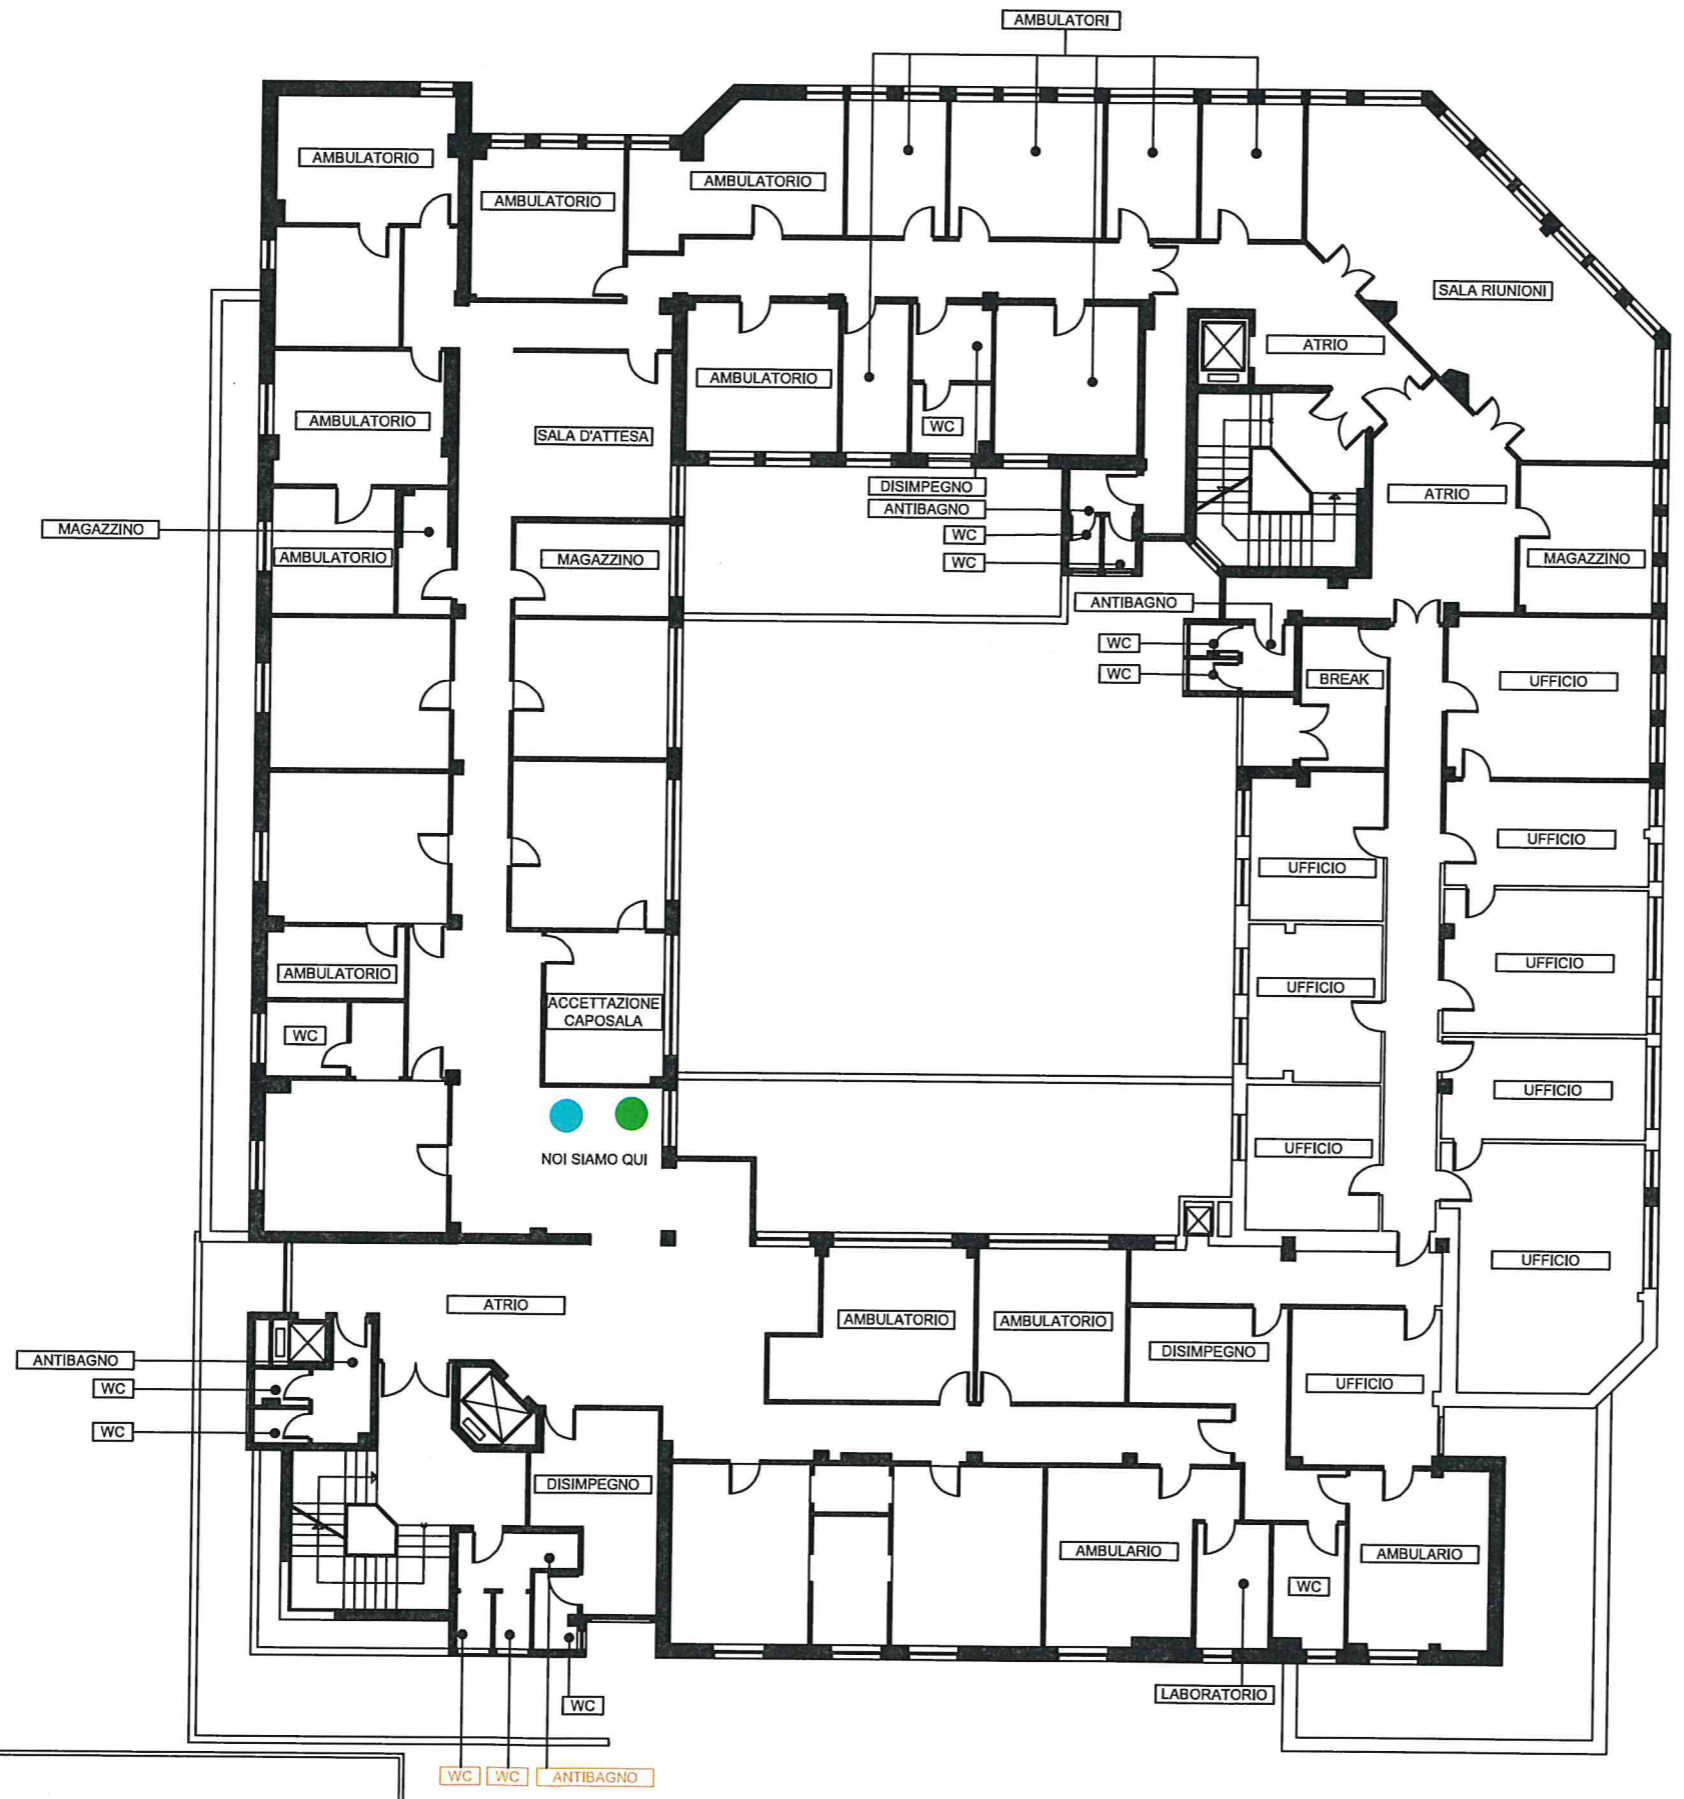 AMBULATORI
AMBULATORIO
AMBULATORIO
AMBULATORIO
SALA RIUNIONI
ATRIO
AMBULATORIO
AMBULATORIO
WC
SALA D'ATTESA
DISIMPEGNO
ATRIO
ANTIBAGNO
MAGAZZINO
WC
AMBULATORIO
MAGAZZINO
WC
MAGAZZINO
ANTIBAGNO
WC
WC
BREAK
UFFICIO
UFFICIO
UFFICIO
UFFICIO
AMBULATORIO
UFFICIO
ACCETTAZIONE
CAPOSALA
WC
UFFICIO
UFFICIO
NOI SIAMO QUI
UFFICIO
ATRIO
AMBULATORIO
AMBULATORIO
DISIMPEGNO
ANTIBAGNO
WC
UFFICIO
WC
DISIMPEGNO
AMBULARIO
AMBULARIO
WC
LABORATORIO
WC
WC
WC
ANTIBAGNO